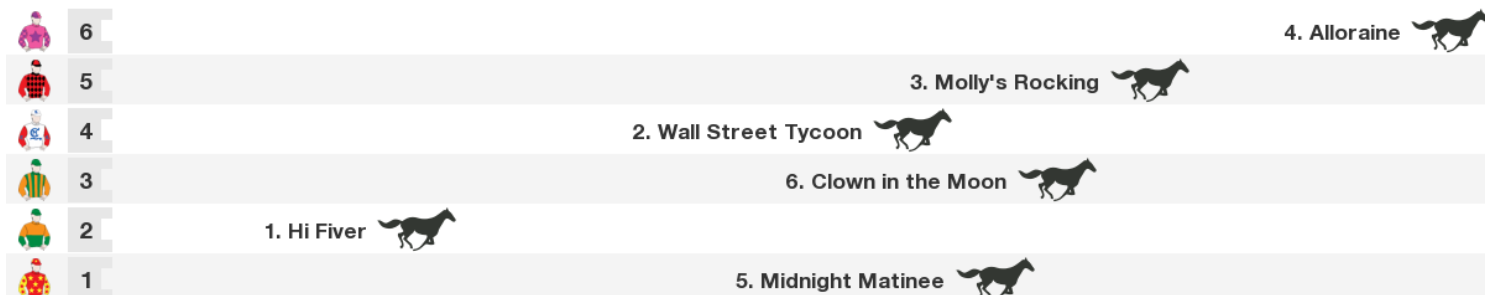 6 4. Alloraine
5 3. Molly's Rocking
4 2. Wall Street Tycoon
3 6. Clown in the Moon
2 1. Hi Fiver
1 5. Midnight Matinee